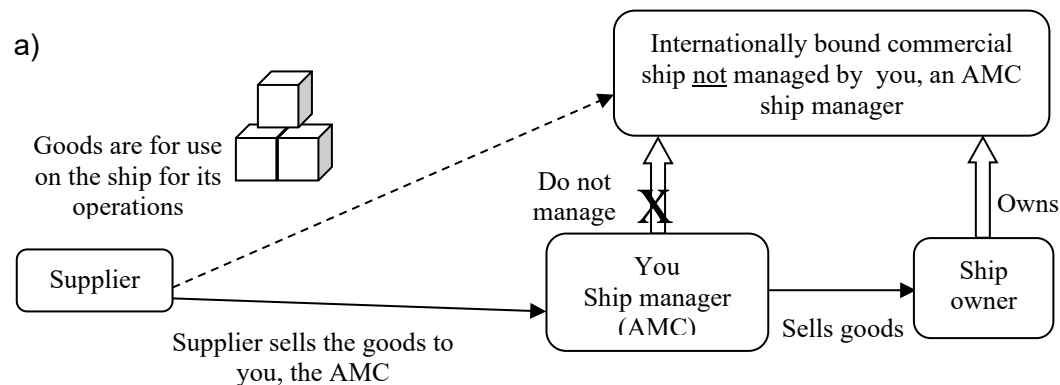 a)
Internationally bound commercial
ship not managed by you, an AMC
ship manager
Goods are for use
on the ship for its
operations
Do not
manage
X
Owns
Supplier
You
Ship manager
(AMC)
Ship
owner
Sells goods
Supplier sells the goods to
you, the AMC